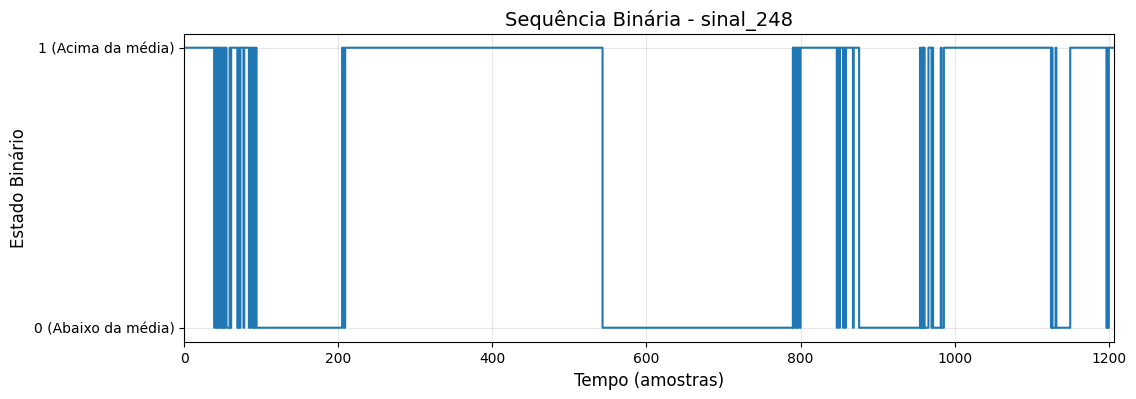 Sequência Binária - sinal_248
Estado Binário
1 (Acima da média)
0 (Abaixo da média)
0 200 400 600 800 1000 1200
Tempo (amostras)